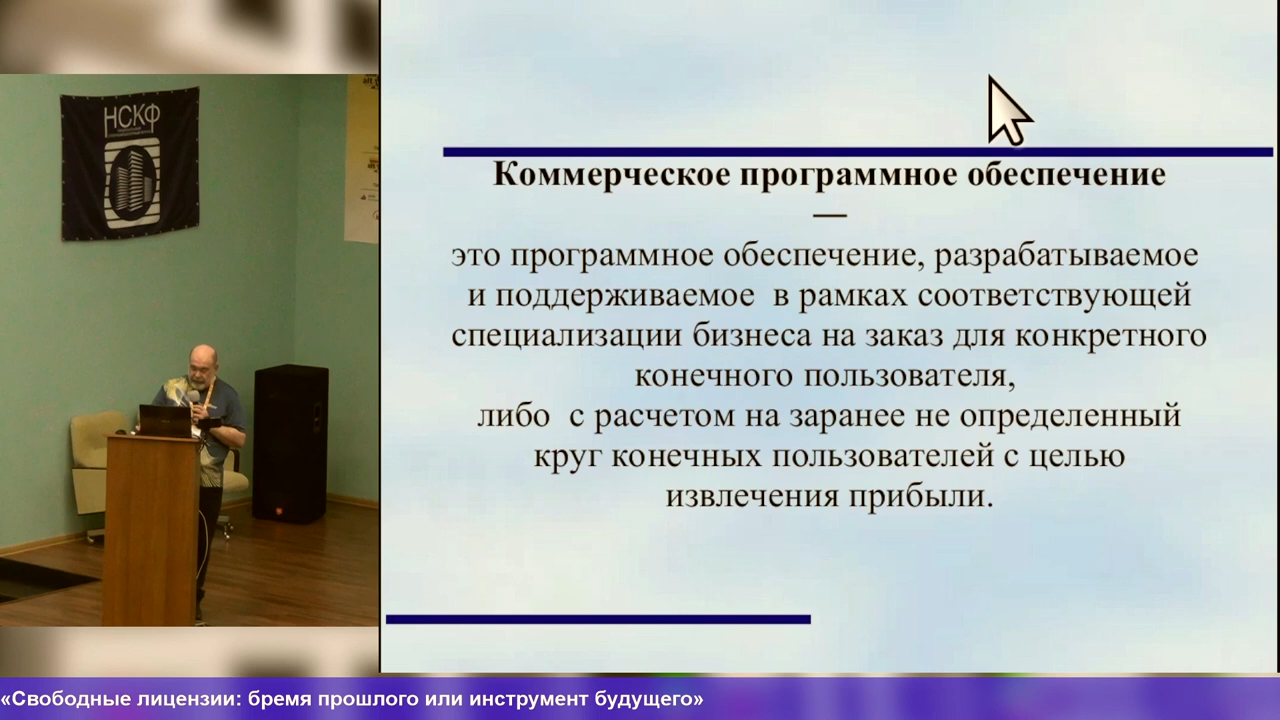 НСКФ
Коммерческое программное обеспечение
—
это программное обеспечение, разрабатываемое
и поддерживаемое в рамках соответствующей
специализации бизнеса на заказ для конкретного
конечного пользователя,
либо с расчетом на заранее не определенный
круг конечных пользователей с целью
извлечения прибыли.
«Свободные лицензии: бремя прошлого или инструмент будущего»